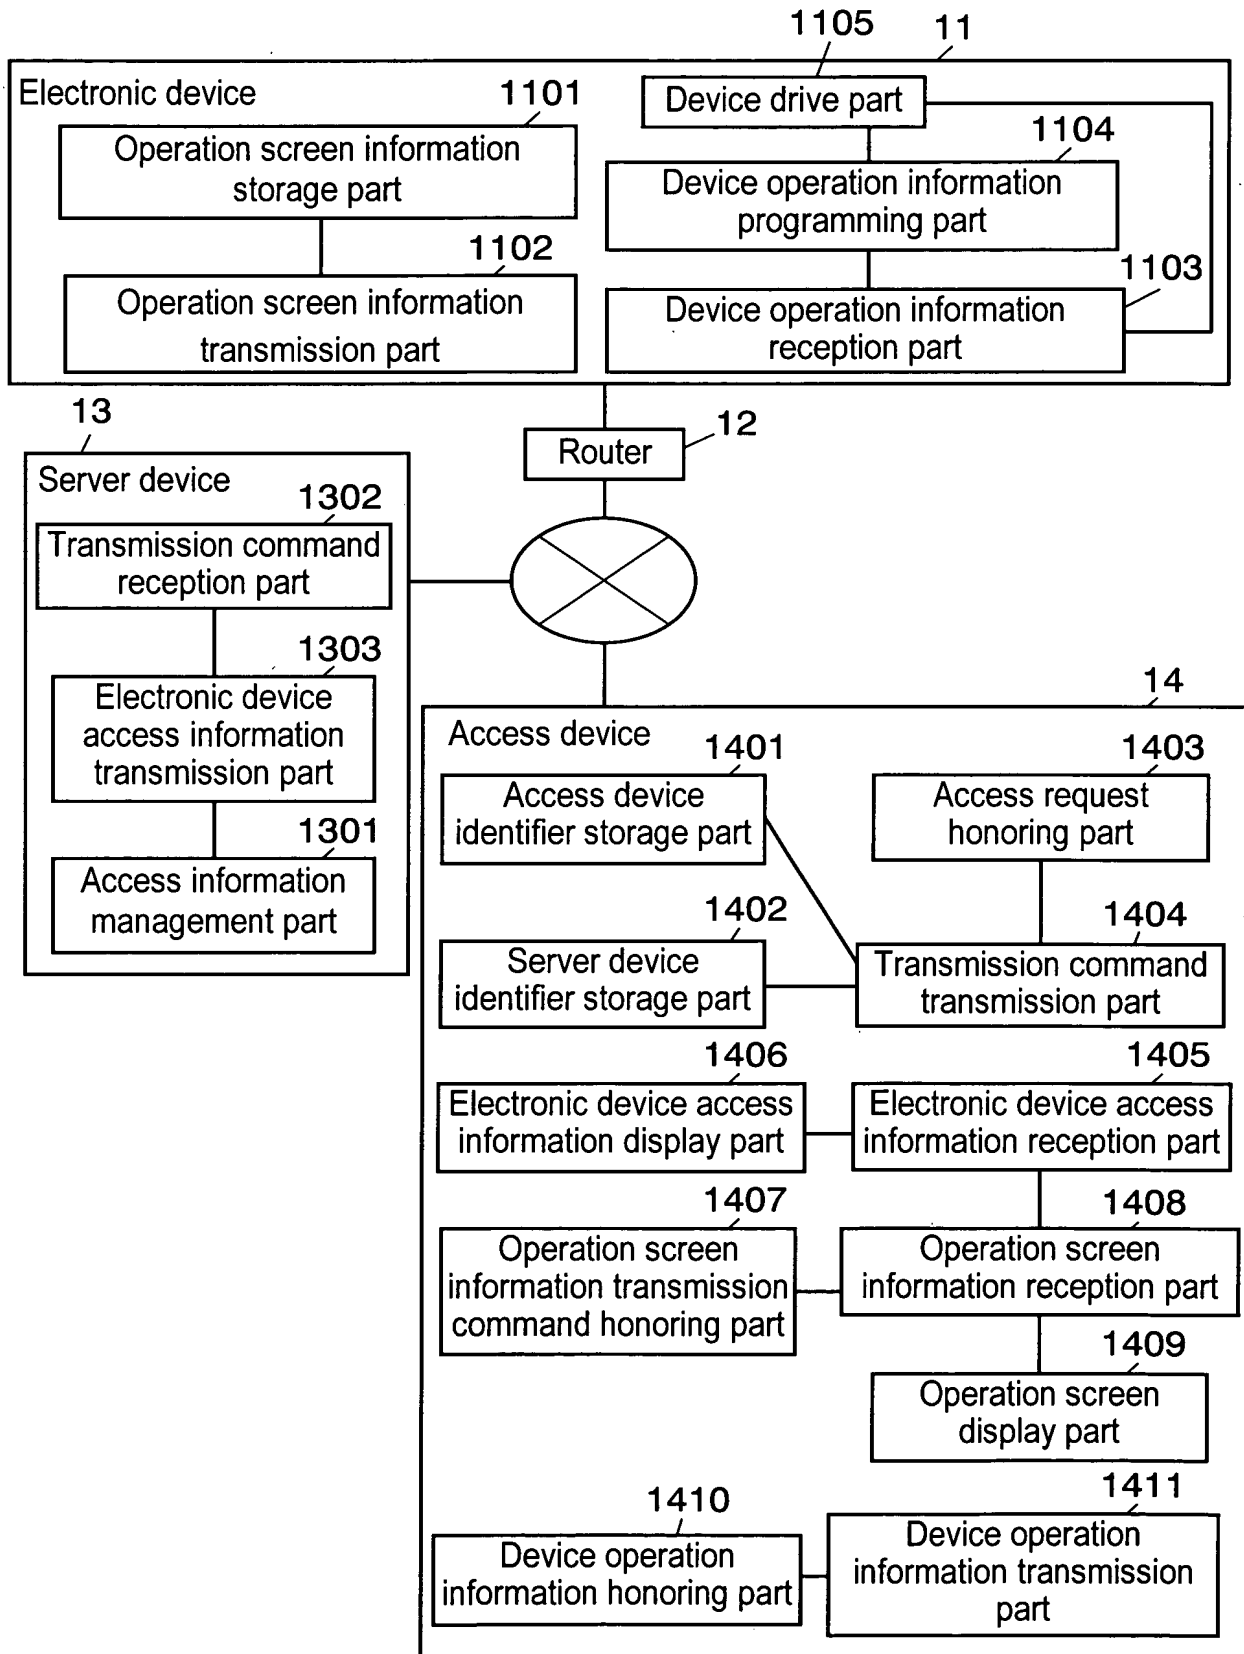 1105
11
Electronic device
1101
Device drive part
Operation screen information
storage part
1104
Device operation information
programming part
1102
Operation screen information
transmission part
1103
Device operation information
reception part
13
12
Router
Server device
1302
Transmission command
reception part
1303
Electronic device
access information
transmission part
1301
Access information
management part
14
Access device
1401
Access device
identifier storage part
1403
Access request
honoring part
1402
Server device
identifier storage part
1404
Transmission command
transmission part
1406
Electronic device access
information display part
1405
Electronic device access
information reception part
1407
Operation screen
information transmission
command honoring part
1408
Operation screen
information reception part
1409
Operation screen
display part
1410
Device operation
information honoring part
1411
Device operation
information transmission
part